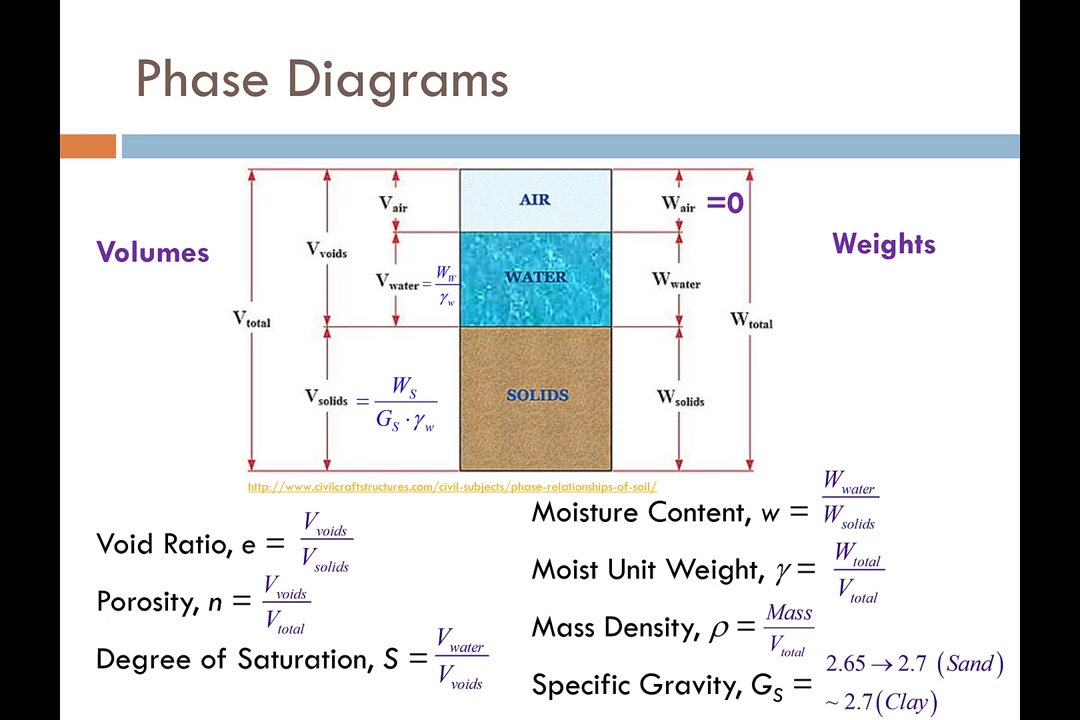 Phase Diagrams
AIR
V_air
W_air =0
Volumes
Weights
V_voids
V_water = W_w / γ_w
WATER
W_water
V_total
W_total
V_solids = W_S / (G_S · γ_w)
SOLIDS
W_solids
http://www.civilcraftstructures.com/civil-subjects/phase-relationships-of-soil/
Void Ratio, e = V_voids / V_solids
Porosity, n = V_voids / V_total
Degree of Saturation, S = V_water / V_voids
Moisture Content, w = W_water / W_solids
Moist Unit Weight, γ = W_total / V_total
Mass Density, ρ = Mass / V_total
Specific Gravity, G_S = 2.65 → 2.7 (Sand)
~ 2.7 (Clay)